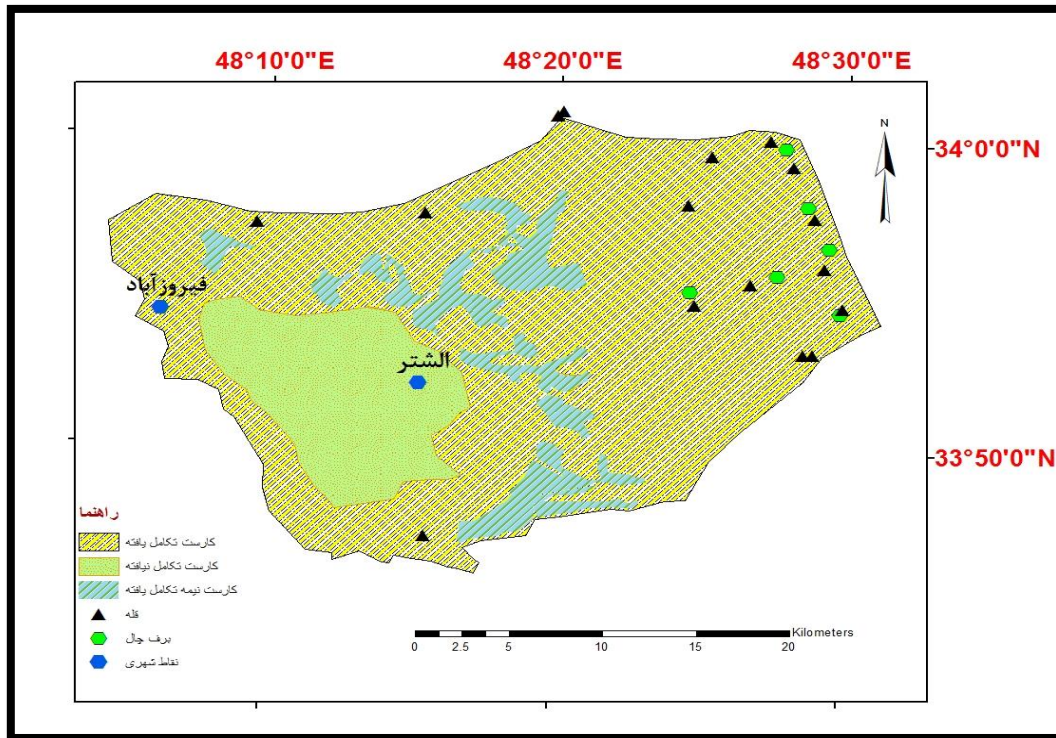 48°10'0"E 48°20'0"E 48°30'0"E
N
34°0'0"N
فیروزآباد
الشتر
33°50'0"N
راهنما
کارست تکامل یافته
کارست تکامل نیافته
کارست نیمه تکامل یافته
قله
برف چال
نقاط شهری
Kilometers
0 2.5 5 10 15 20